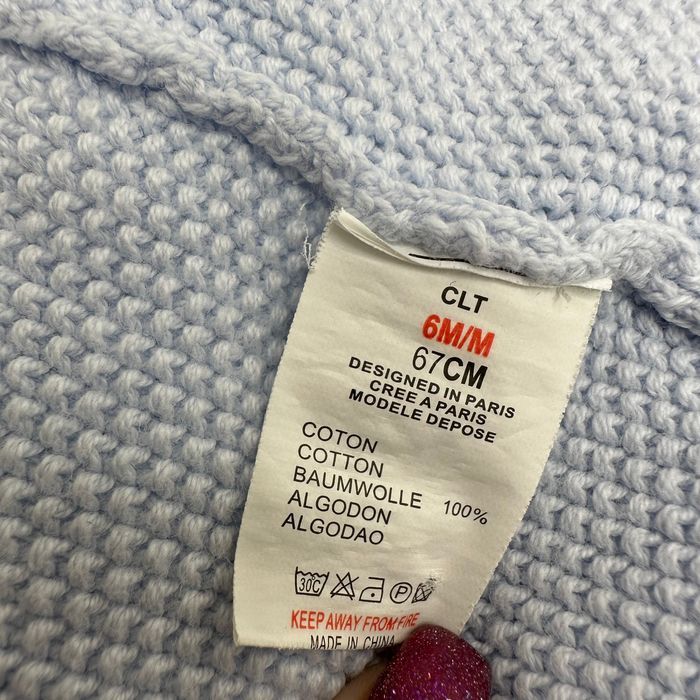 CLT
6M/M
67CM
DESIGNED IN PARIS
CREE A PARIS
MODELE DEPOSE
COTON
COTTON
BAUMWOLLE 100%
ALGODON
ALGODAO
30C P
KEEP AWAY FROM FIRE
MADE IN CHINA